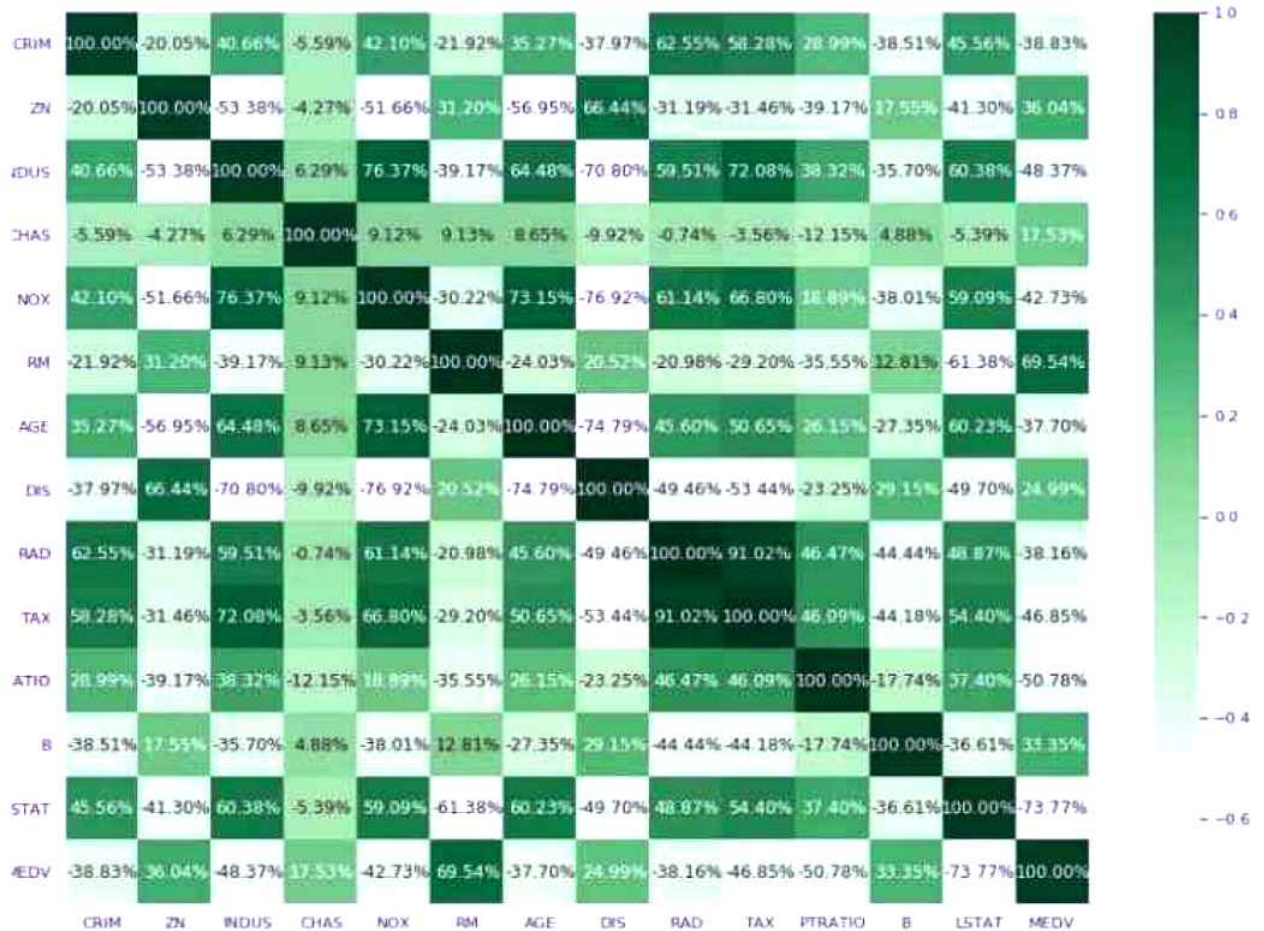 CRIM 100.00% -20.05% 40.66% -5.59% 42.10% -21.92% 35.27% -37.97% 62.55% 58.28% 28.99% -38.51% 45.56% -38.83%
ZN -20.05% 100.00% -53.38% -4.27% -51.66% 31.20% -56.95% 66.44% -31.19% -31.46% -39.17% 17.55% -41.30% 36.04%
NDUS 40.66% -53.38% 100.00% 6.29% 76.37% -39.17% 64.48% -70.80% 59.51% 72.08% 38.32% -35.70% 60.38% -48.37%
CHAS -5.59% -4.27% 6.29% 100.00% 9.12% 9.13% 8.65% -9.92% -0.74% -3.56% -12.15% 4.88% -5.39% 17.53%
NOX 42.10% -51.66% 76.37% 9.12% 100.00% -30.22% 73.15% -76.92% 61.14% 66.80% 18.89% -38.01% 59.09% -42.73%
RM -21.92% 31.20% -39.17% 9.13% -30.22% 100.00% -24.03% 20.52% -20.98% -29.20% -35.55% 12.81% -61.38% 69.54%
AGE 35.27% -56.95% 64.48% 8.65% 73.15% -24.03% 100.00% -74.79% 45.60% 50.65% 26.15% -27.35% 60.23% -37.70%
DIS -37.97% 66.44% -70.80% -9.92% -76.92% 20.52% -74.79% 100.00% -49.46% -53.44% -23.25% 29.15% -49.70% 24.99%
RAD 62.55% -31.19% 59.51% -0.74% 61.14% -20.98% 45.60% -49.46% 100.00% 91.02% 46.47% -44.44% 48.87% -38.16%
TAX 58.28% -31.46% 72.08% -3.56% 66.80% -29.20% 50.65% -53.44% 91.02% 100.00% 46.09% -44.18% 54.40% -46.85%
ATIO 28.99% -39.17% 38.32% -12.15% 18.89% -35.55% 26.15% -23.25% 46.47% 46.09% 100.00% -17.74% 37.40% -50.78%
B -38.51% 17.55% -35.70% 4.88% -38.01% 12.81% -27.35% 29.15% -44.44% -44.18% -17.74% 100.00% -36.61% 33.35%
STAT 45.56% -41.30% 60.38% -5.39% 59.09% -61.38% 60.23% -49.70% 48.87% 54.40% 37.40% -36.61% 100.00% -73.77%
MEDV -38.83% 36.04% -48.37% 17.53% -42.73% 69.54% -37.70% 24.99% -38.16% -46.85% -50.78% 33.35% -73.77% 100.00%
CRIM ZN INDUS CHAS NOX RM AGE DIS RAD TAX PTRATIO B LSTAT MEDV
1.0
0.8
0.6
0.4
0.2
0.0
−0.2
−0.4
−0.6